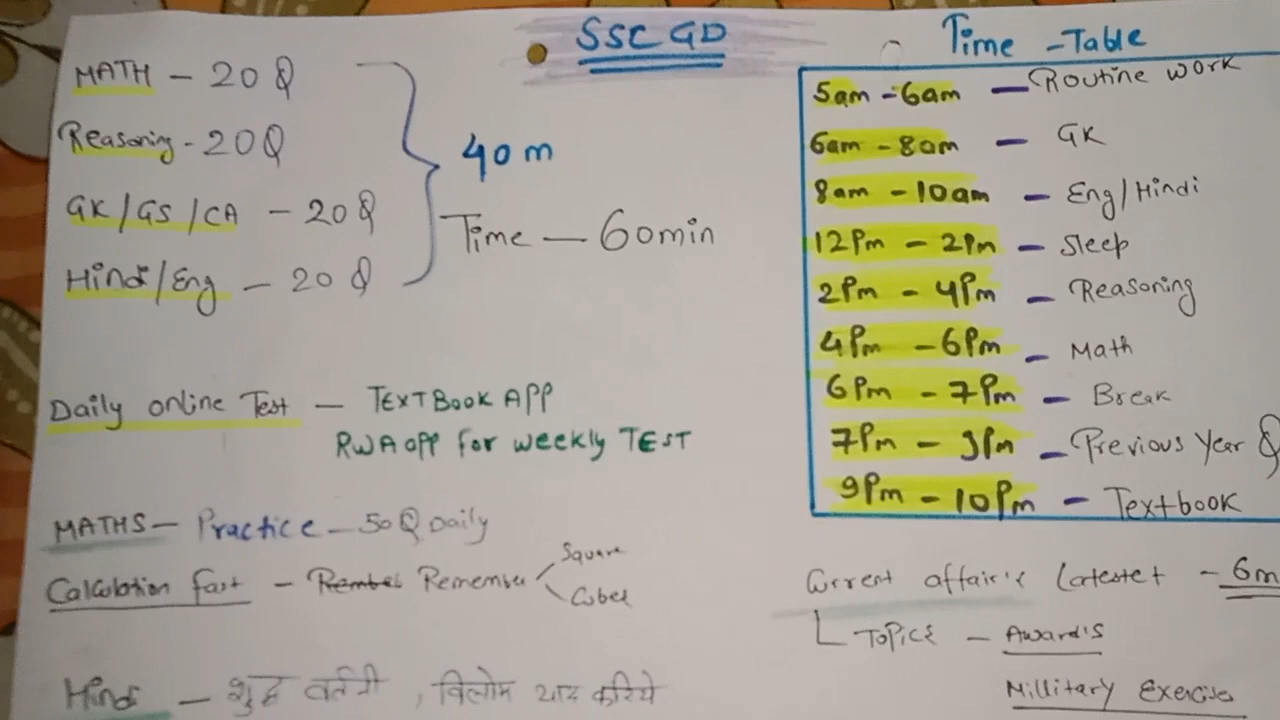 SSC GD
MATH - 20 Q
Reasoning - 20 Q
GK/GS/CA - 20 Q
Hindi/Eng - 20 Q
40 m
Time - 60 min
Daily online Test - TEXTBOOK APP
RWA app for weekly TEST
MATHS - Practice - 50 Q Daily
Calculation fast - Remember
Square
Cubes
Hindi - शुद्ध वर्तनी, विलोम याद करिये
Time - Table
5am - 6am - Routine work
6am - 8am - GK
8am - 10am - Eng/Hindi
12Pm - 2Pm - Sleep
2Pm - 4Pm - Reasoning
4Pm - 6Pm - Math
6Pm - 7Pm - Break
7Pm - 9Pm - Previous Year Q
9Pm - 10Pm - Textbook
Current affair's Latestet - 6m
Topics - Award's
Millitary Exercise